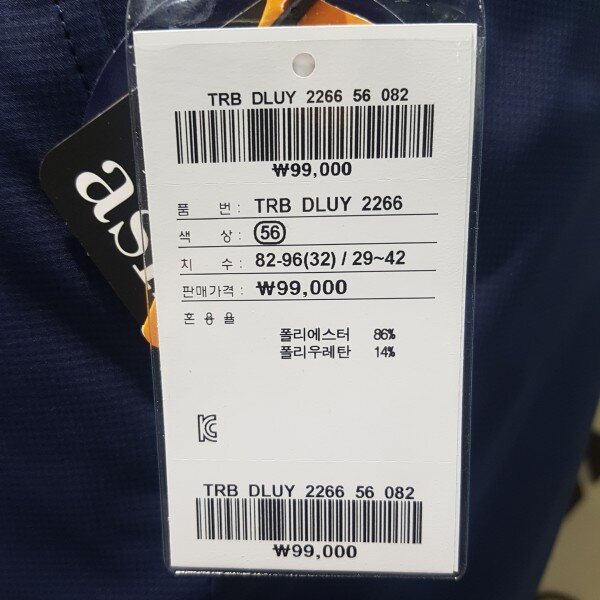 TRB DLUY 2266 56 082
₩99,000
품 번 : TRB DLUY 2266
색 상 : 56
치 수 : 82-96(32) / 29~42
판매가격 : ₩99,000
혼 용 율
폴리에스터 86%
폴리우레탄 14%
KC
TRB DLUY 2266 56 082
₩99,000